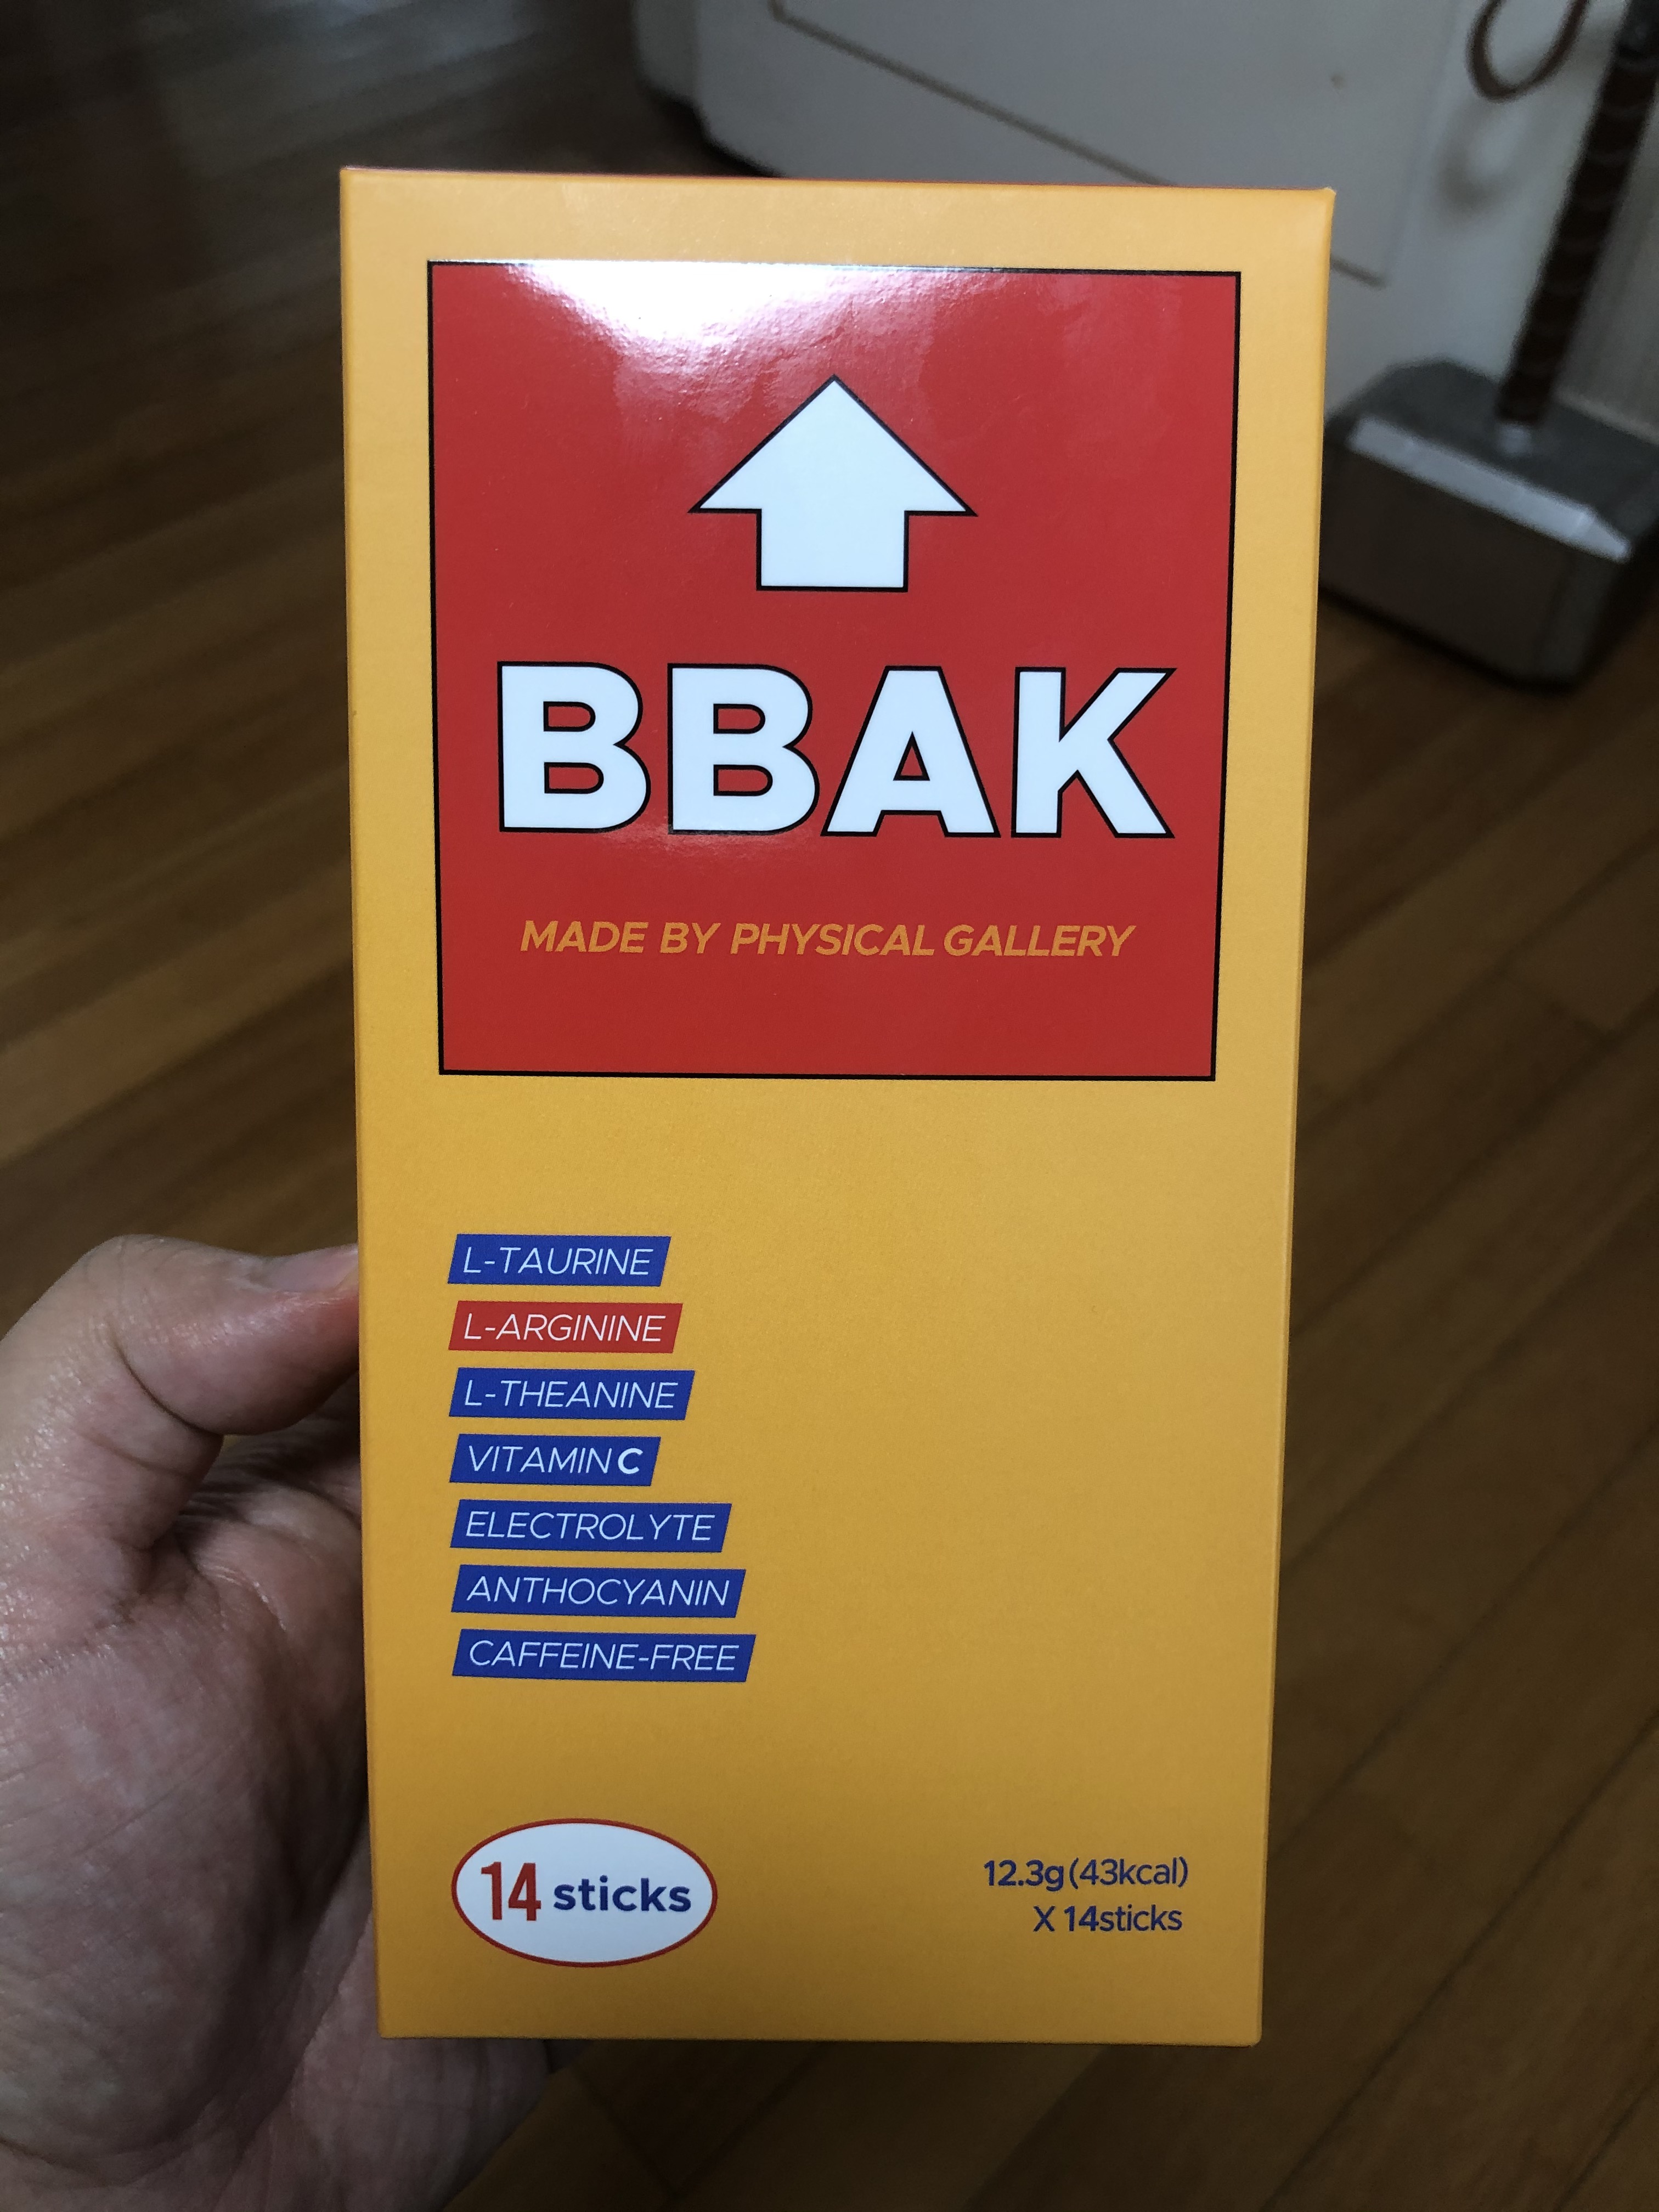 BBAK
MADE BY PHYSICAL GALLERY
L-TAURINE
L-ARGININE
L-THEANINE
VITAMIN C
ELECTROLYTE
ANTHOCYANIN
CAFFEINE-FREE
14 sticks
12.3g(43kcal)
X 14sticks